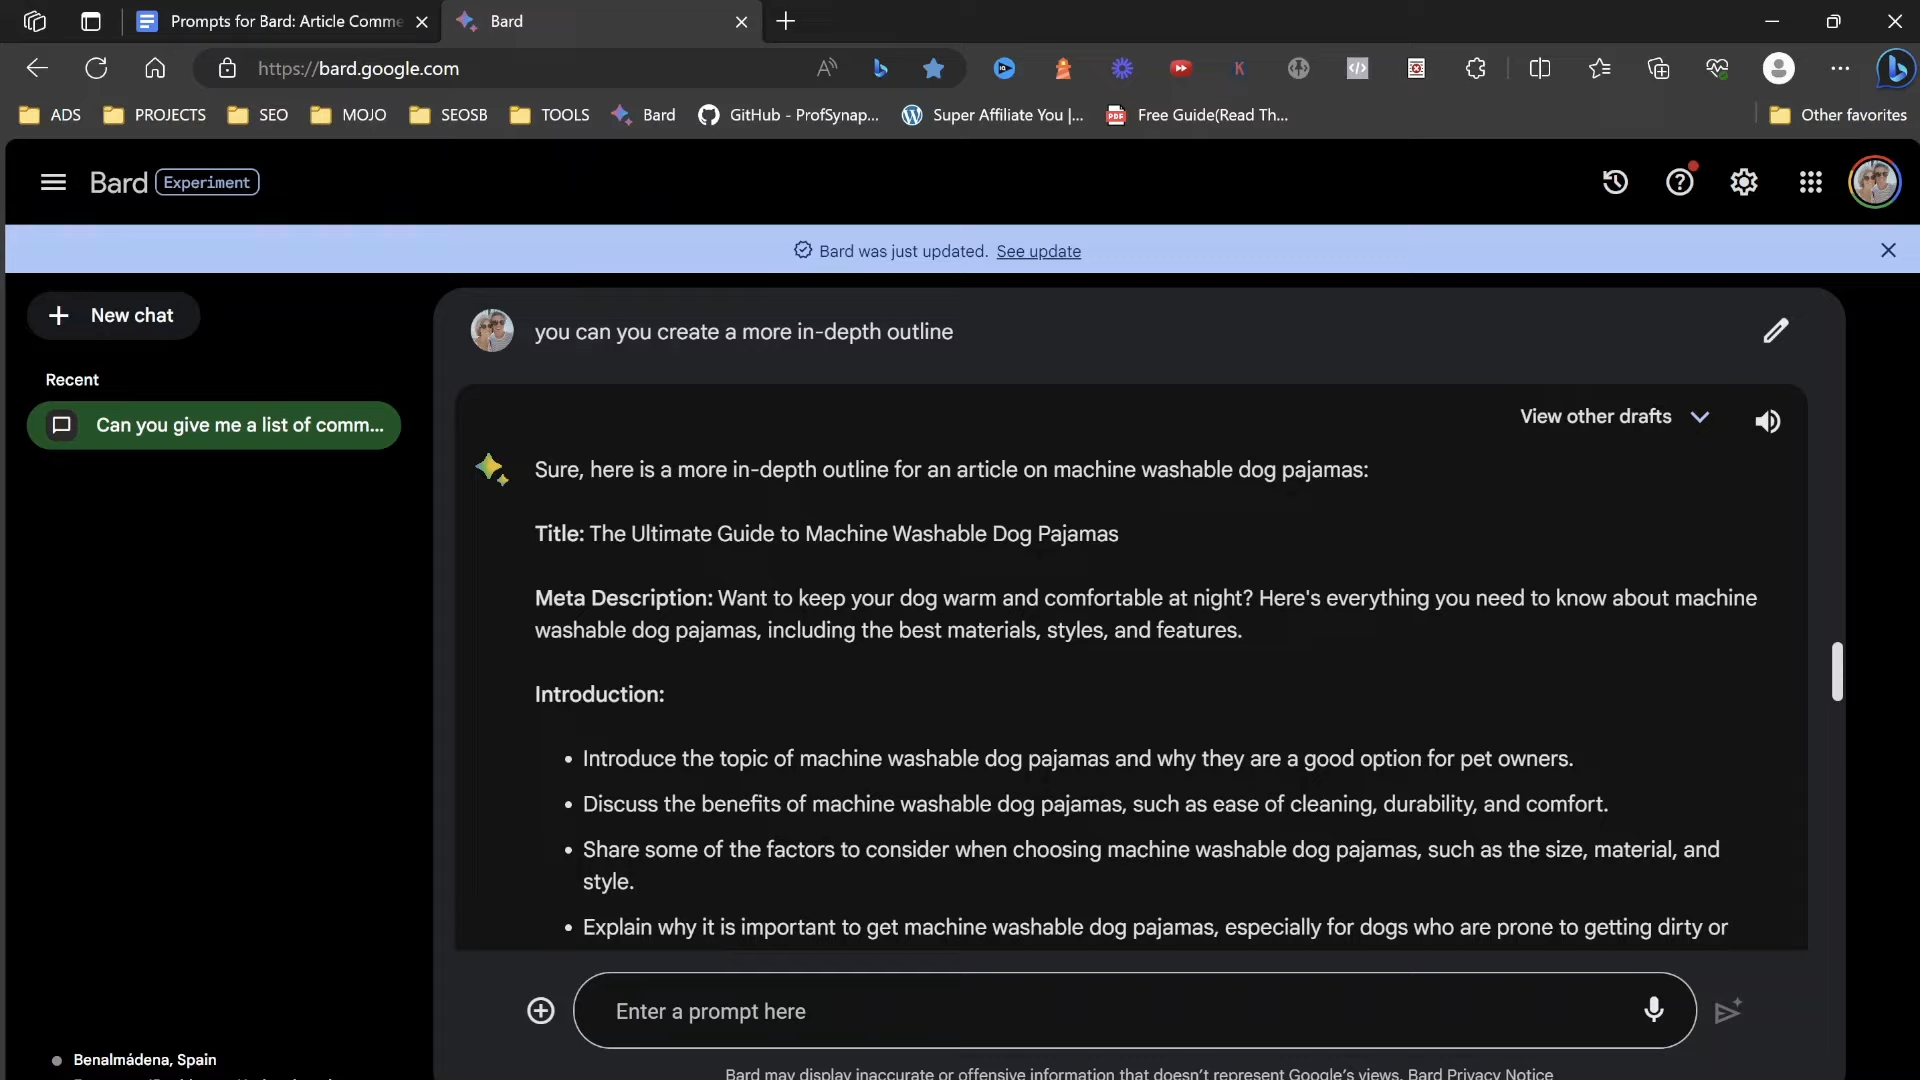 Prompts for Bard: Article Comme
Bard
https://bard.google.com
ADS
PROJECTS
SEO
MOJO
SEOSB
TOOLS
Bard
GitHub - ProfSynap...
Super Affiliate You |...
Free Guide(Read Th...
Other favorites
Bard Experiment
Bard was just updated. See update
New chat
you can you create a more in-depth outline
Recent
Can you give me a list of comm...
View other drafts
Sure, here is a more in-depth outline for an article on machine washable dog pajamas:
Title: The Ultimate Guide to Machine Washable Dog Pajamas
Meta Description: Want to keep your dog warm and comfortable at night? Here's everything you need to know about machine
washable dog pajamas, including the best materials, styles, and features.
Introduction:
• Introduce the topic of machine washable dog pajamas and why they are a good option for pet owners.
• Discuss the benefits of machine washable dog pajamas, such as ease of cleaning, durability, and comfort.
• Share some of the factors to consider when choosing machine washable dog pajamas, such as the size, material, and
style.
• Explain why it is important to get machine washable dog pajamas, especially for dogs who are prone to getting dirty or
Enter a prompt here
Benalmádena, Spain
Bard may display inaccurate or offensive information that doesn't represent Google's views. Bard Privacy Notice